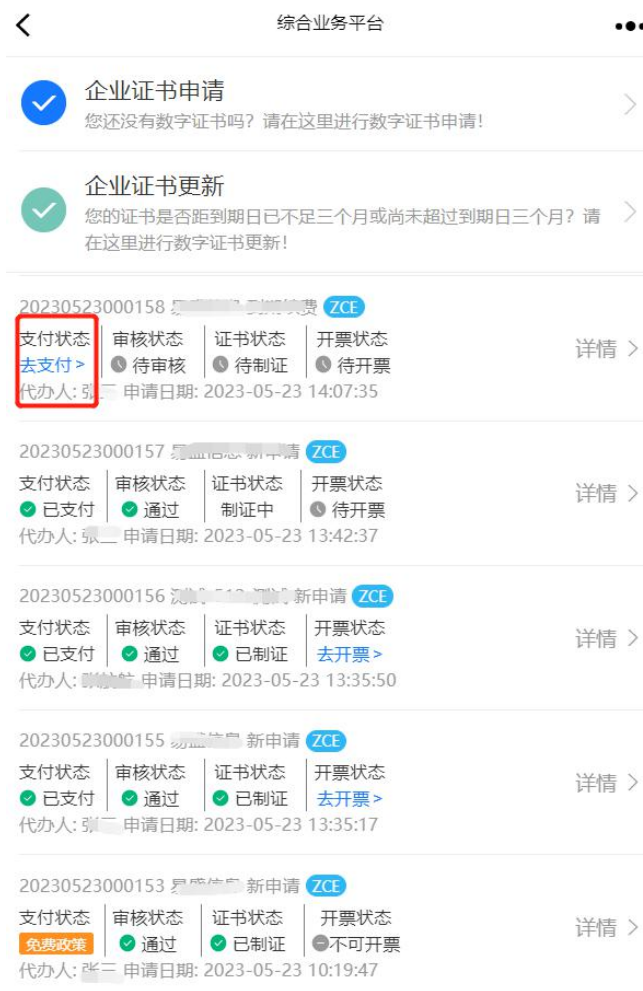 综合业务平台
企业证书申请
您还没有数字证书吗？请在这里进行数字证书申请！
企业证书更新
您的证书是否距到期日已不足三个月或尚未超过到期日三个月？请
在这里进行数字证书更新！
20230523000158 费 ZCE
支付状态 审核状态 证书状态 开票状态
去支付> 待审核 待制证 待开票
详情
代办人: 张 申请日期: 2023-05-23 14:07:35
20230523000157 新申请 ZCE
支付状态 审核状态 证书状态 开票状态
已支付 通过 制证中 待开票
详情
代办人: 张 申请日期: 2023-05-23 13:42:37
20230523000156 新申请 ZCE
支付状态 审核状态 证书状态 开票状态
已支付 通过 已制证 去开票>
详情
代办人: 申请日期: 2023-05-23 13:35:50
20230523000155 新申请 ZCE
支付状态 审核状态 证书状态 开票状态
已支付 通过 已制证 去开票>
详情
代办人: 张 申请日期: 2023-05-23 13:35:17
20230523000153 新申请 ZCE
支付状态 审核状态 证书状态 开票状态
免费政策 通过 已制证 不可开票
详情
代办人: 张三 申请日期: 2023-05-23 10:19:47